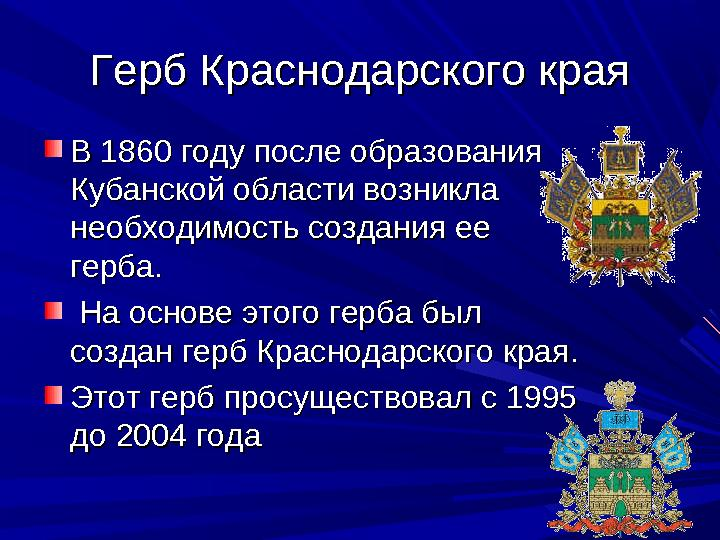 Герб Краснодарского края
В 1860 году после образования
Кубанской области возникла
необходимость создания ее
герба.
На основе этого герба был
создан герб Краснодарского края.
Этот герб просуществовал с 1995
до 2004 года